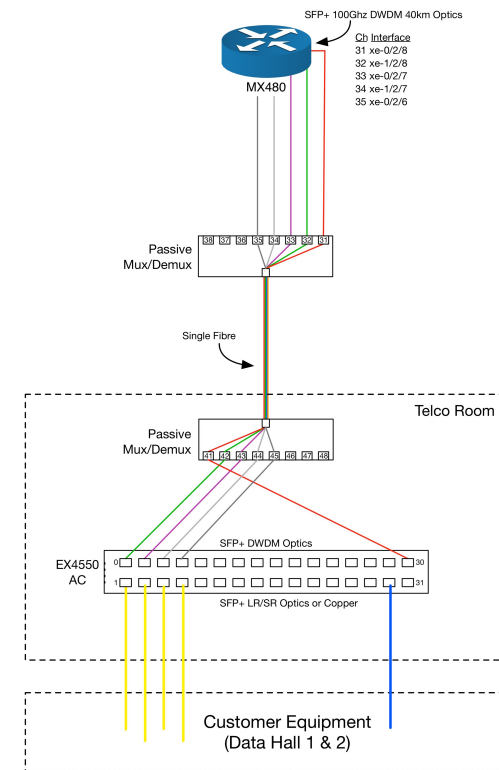 SFP+ 100Ghz DWDM 40km Optics
Ch Interface
31 xe-0/2/8
32 xe-1/2/8
33 xe-0/2/7
34 xe-1/2/7
35 xe-0/2/6
MX480
38 37 36 35 34 33 32 31
Passive
Mux/Demux
Single Fibre
Telco Room
Passive
Mux/Demux
41 42 43 44 45 46 47 48
SFP+ DWDM Optics
EX4550
AC
0 30
1 31
SFP+ LR/SR Optics or Copper
Customer Equipment
(Data Hall 1 & 2)